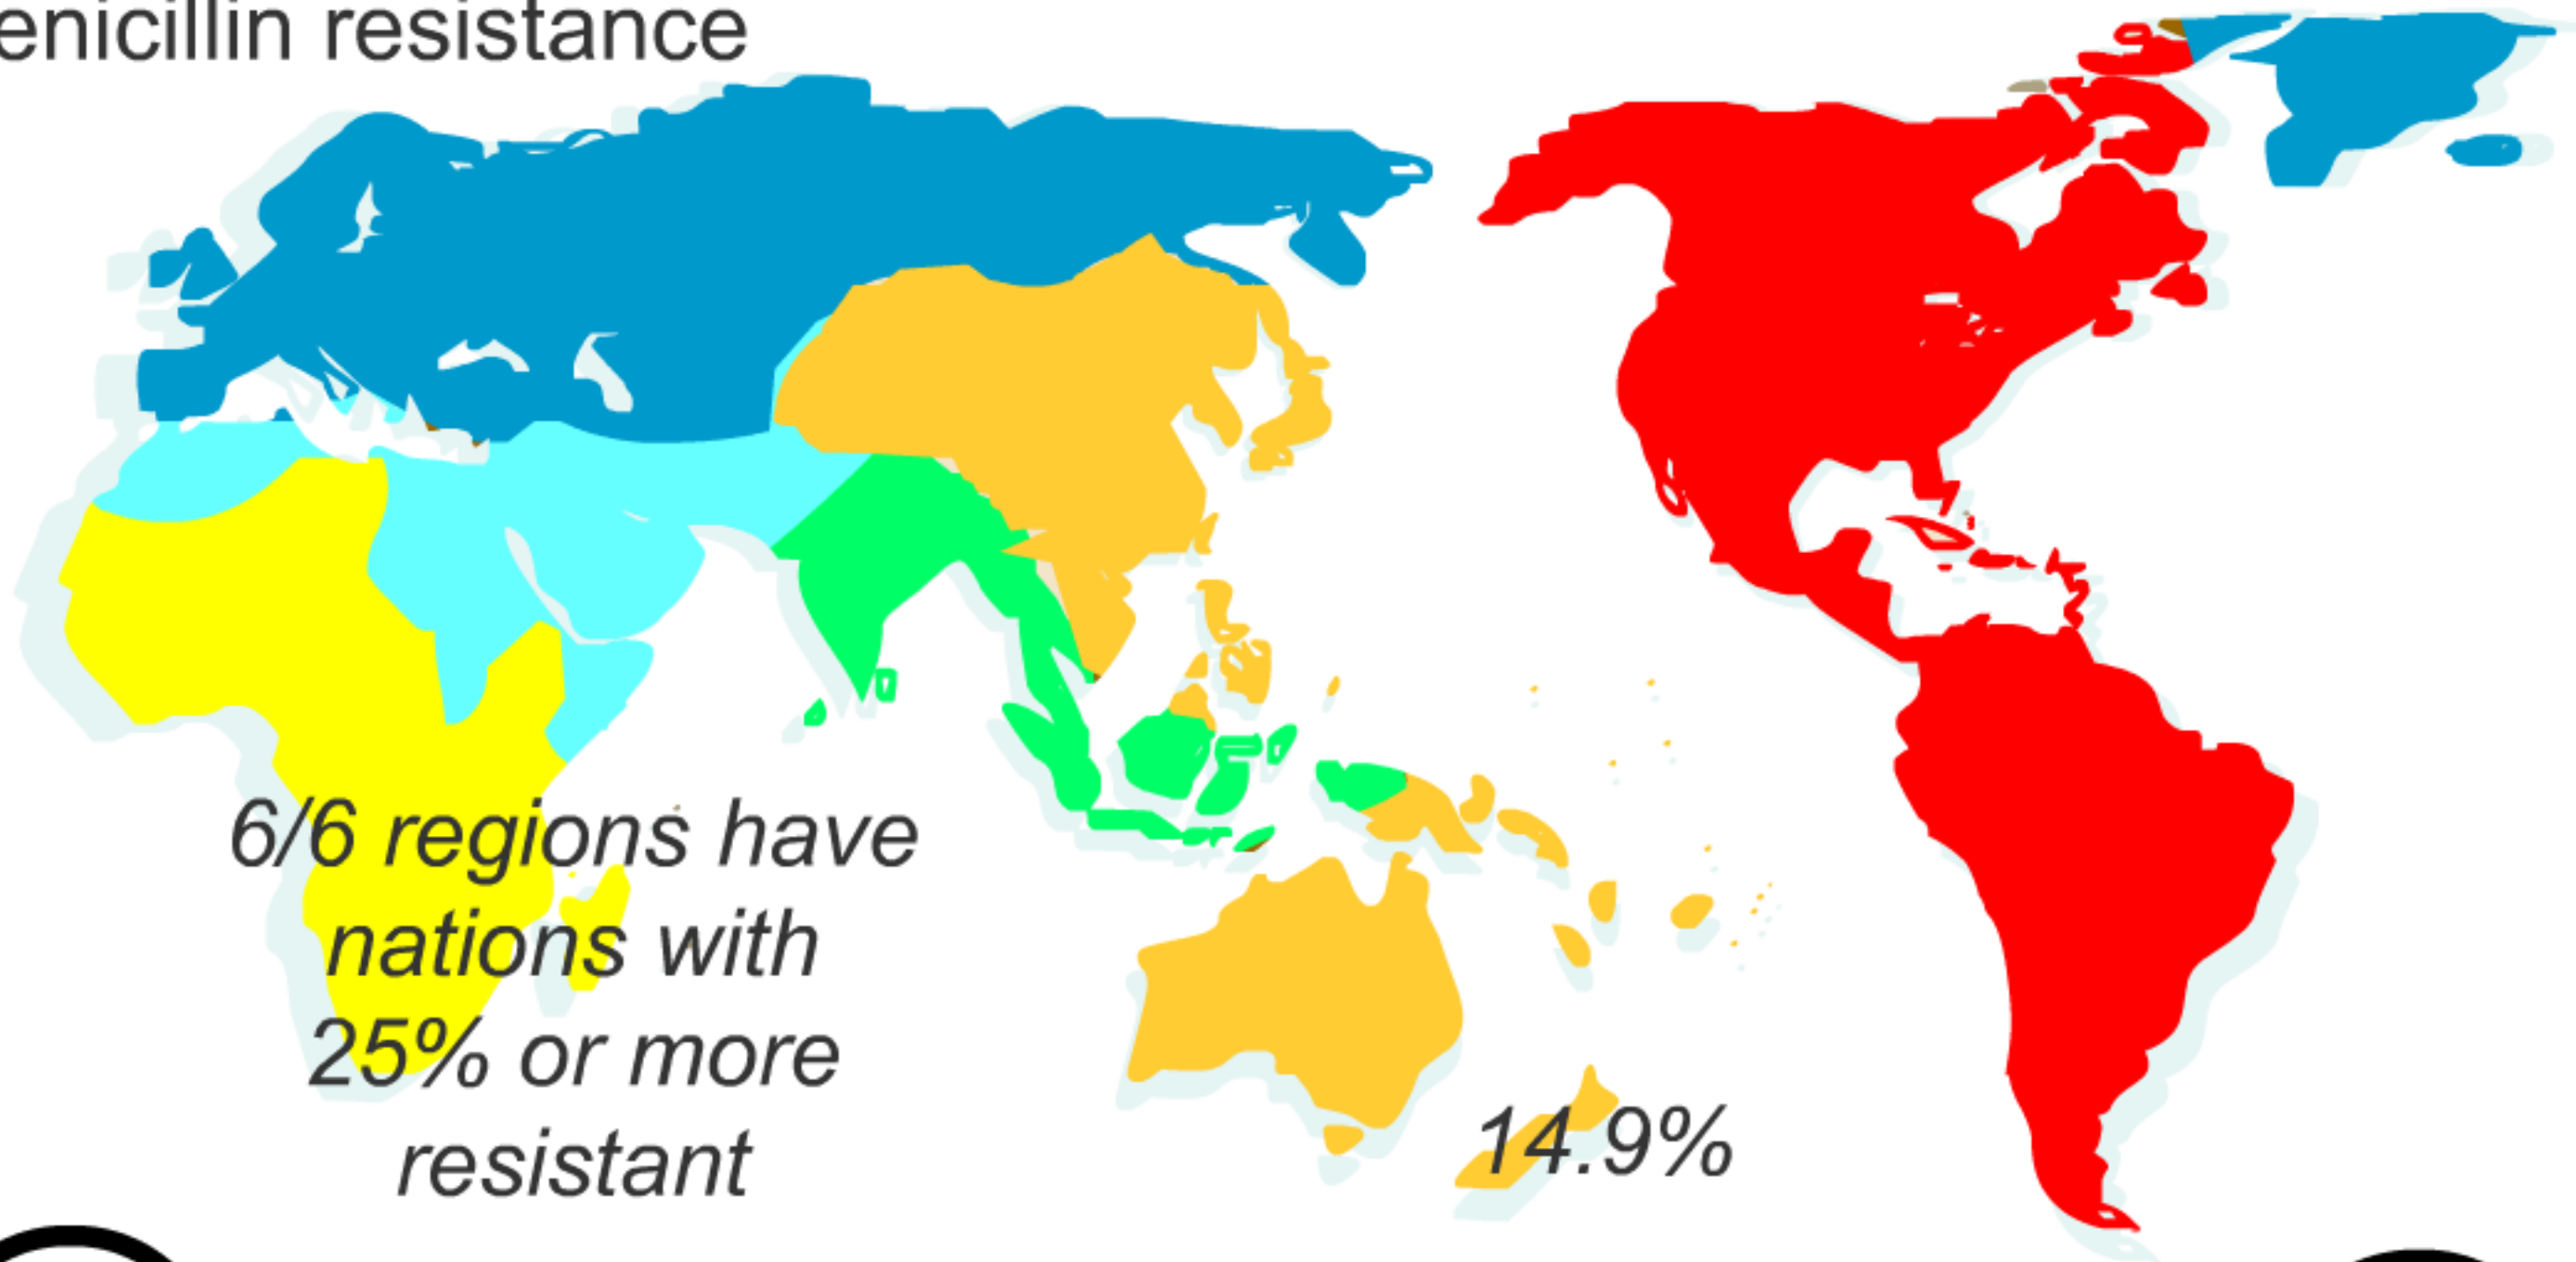 enicillin resistance
6/6 regions have
nations with
25% or more
resistant
14.9%